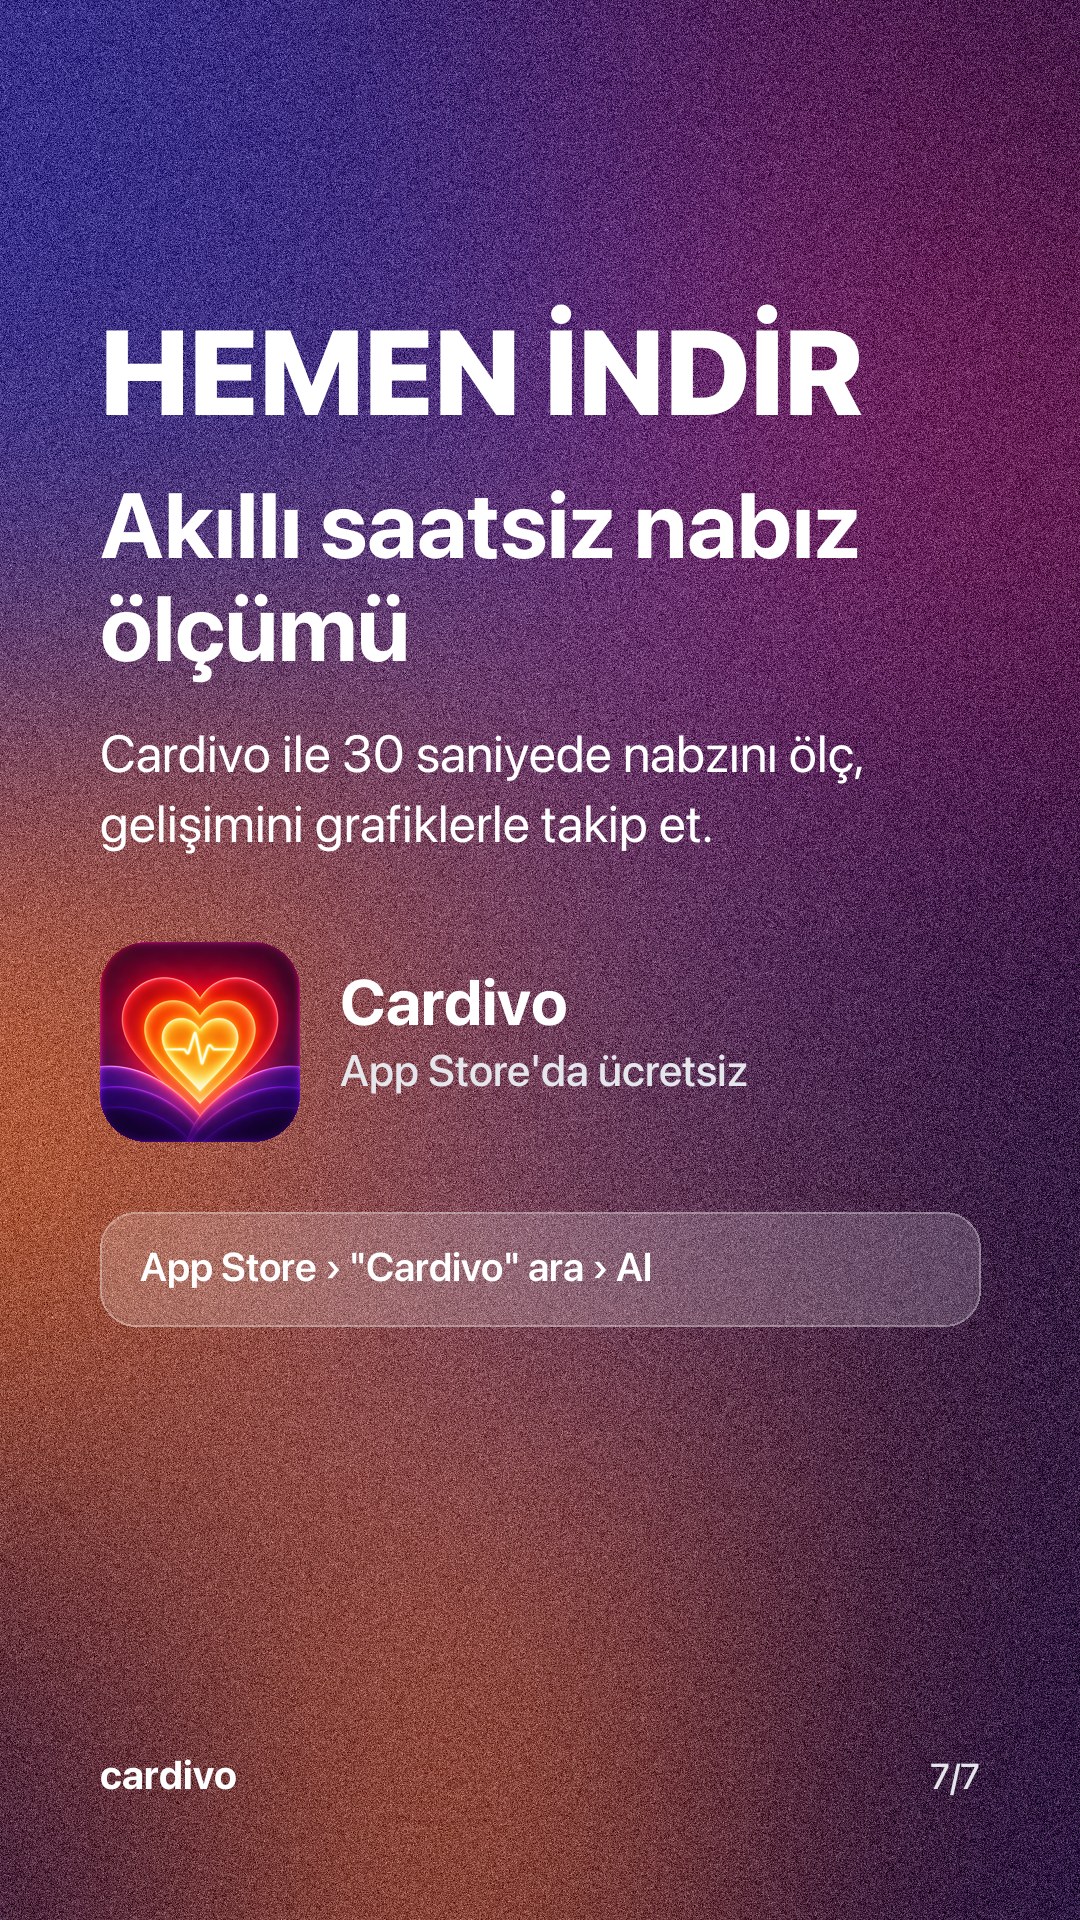 HEMEN İNDİR
Akıllı saatsiz nabız
ölçümü
Cardivo ile 30 saniyede nabzını ölç,
gelişimini grafiklerle takip et.
Cardivo
App Store'da ücretsiz
App Store › "Cardivo" ara › Al
cardivo
7/7